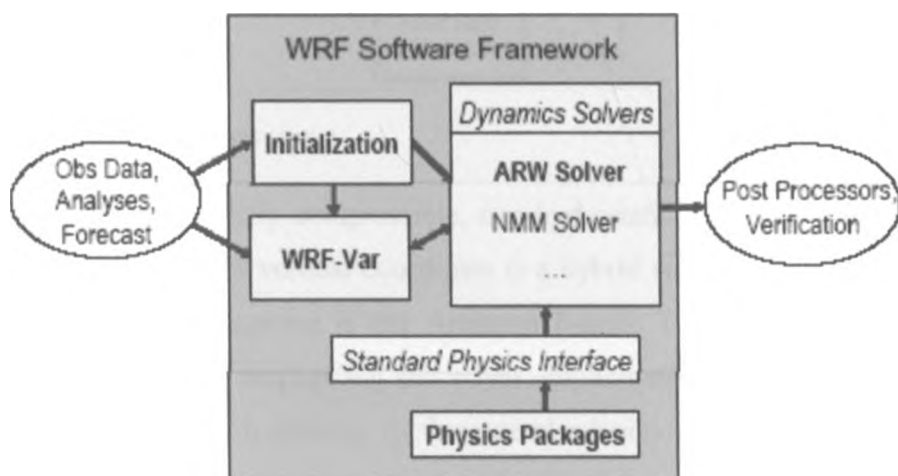 WRF Software Framework
Obs Data,
Analyses,
Forecast
Initialization
WRF-Var
Dynamics Solvers
ARW Solver
NMM Solver
...
Standard Physics Interface
Physics Packages
Post Processors,
Verification